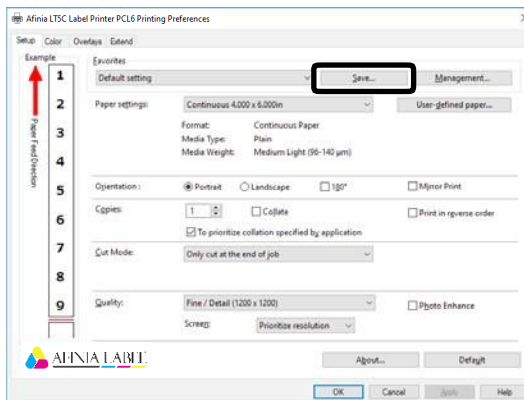 Afinia LT5C Label Printer PCL6 Printing Preferences
Setup Color Overlays Extend
Example
Paper Feed Direction
1
2
3
4
5
6
7
8
9
Favorites
Default setting Save... Management...
Paper settings: Continuous 4.000 x 6.000in User-defined paper...
Format: Continuous Paper
Media Type: Plain
Media Weight: Medium Light (96-140 µm)
Orientation : Portrait Landscape 180° Mirror Print
Copies: 1 Collate Print in reverse order
To prioritize collation specified by application
Cut Mode: Only cut at the end of job
Quality: Fine / Detail (1200 x 1200) Photo Enhance
Screen: Prioritize resolution
AFINIA LABEL
About... Default
OK Cancel Apply Help